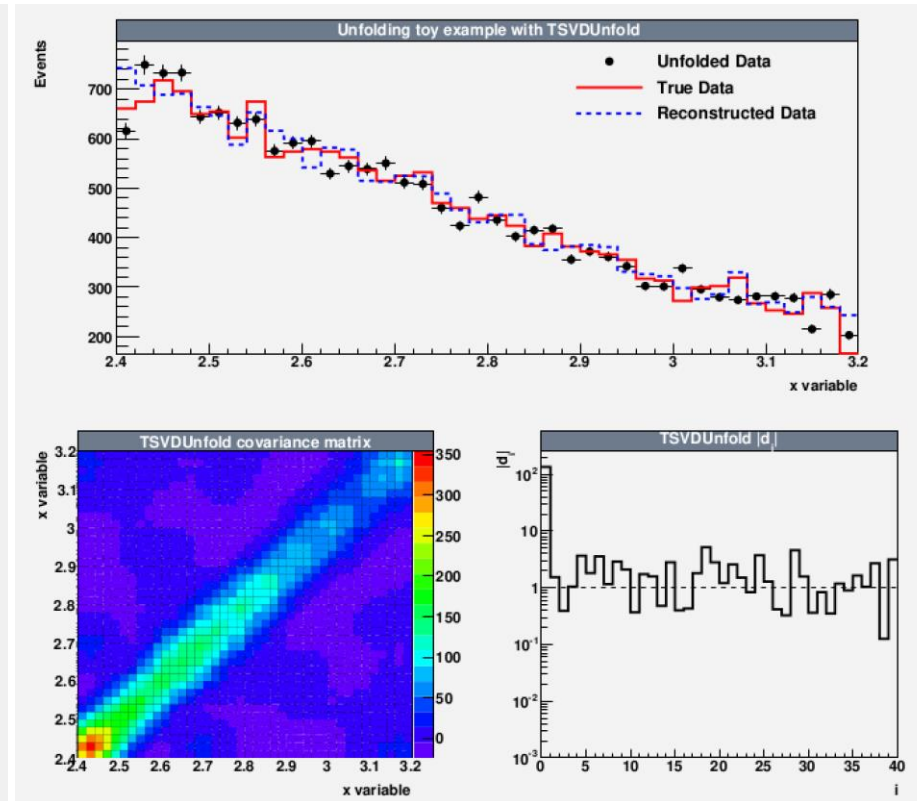 Unfolding toy example with TSVDUnfold
Events
Unfolded Data
True Data
Reconstructed Data
700
600
500
400
300
200
2.4 2.5 2.6 2.7 2.8 2.9 3 3.1 3.2
x variable
TSVDUnfold covariance matrix
x variable
3.2
3.1
3
2.9
2.8
2.7
2.6
2.5
2.4
2.4 2.5 2.6 2.7 2.8 2.9 3 3.1 3.2
x variable
350
300
250
200
150
100
50
0
TSVDUnfold |d_i|
|d_i|
10^2
10
1
10^-1
10^-2
10^-3
0 5 10 15 20 25 30 35 40
i